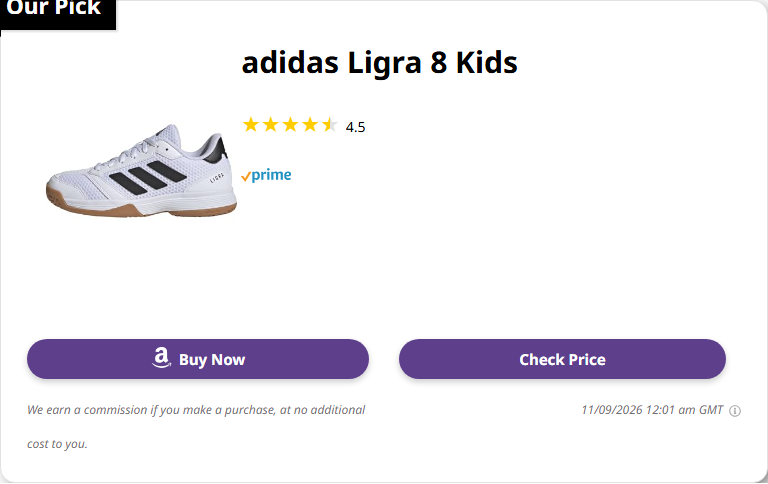 Our Pick
adidas Ligra 8 Kids
4.5
prime
LIGRA
Buy Now
Check Price
We earn a commission if you make a purchase, at no additional
cost to you.
11/09/2026 12:01 am GMT